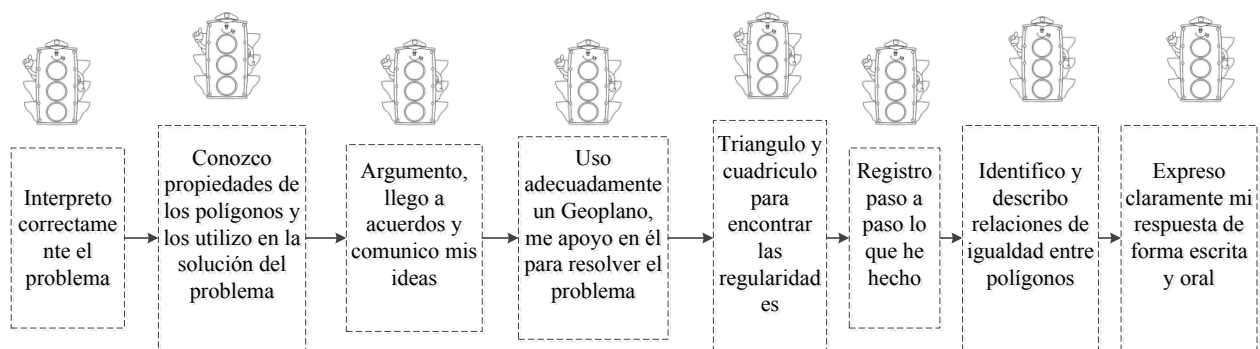 Interpreto
correctame
nte el
problema
Conozco
propiedades de
los polígonos y
los utilizo en la
solución del
problema
Argumento,
llego a
acuerdos y
comunico mis
ideas
Uso
adecuadamente
un Geoplano,
me apoyo en él
para resolver el
problema
Triangulo y
cuadriculo
para
encontrar
las
regularidad
es
Registro
paso a
paso lo
que he
hecho
Identifico y
describo
relaciones de
igualdad entre
polígonos
Expreso
claramente mi
respuesta de
forma escrita
y oral